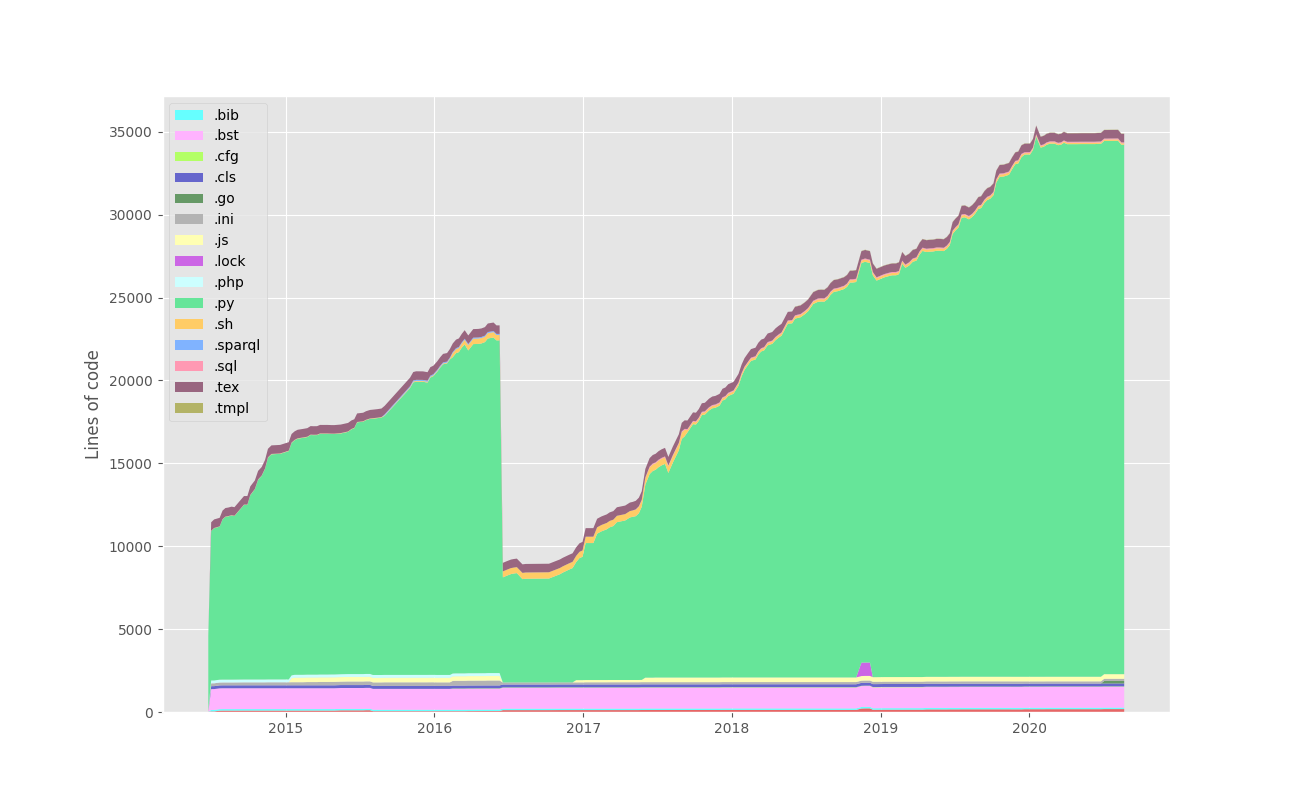 .bib
.bst
.cfg
.cls
.go
.ini
.js
.lock
.php
.py
.sh
.sparql
.sql
.tex
.tmpl
Lines of code
35000
30000
25000
20000
15000
10000
5000
0
2015 2016 2017 2018 2019 2020